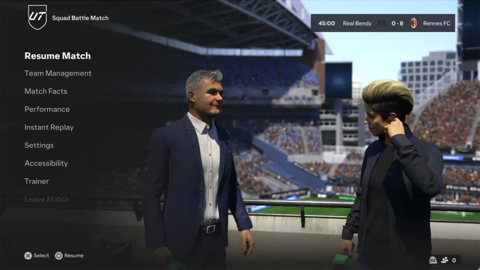 UT
Squad Battle Match
45:00 Real Bendy 0-8 Rennes FC
Resume Match
Team Management
Match Facts
Performance
Instant Replay
Settings
Accessibility
Trainer
Leave Match
Select Resume
0